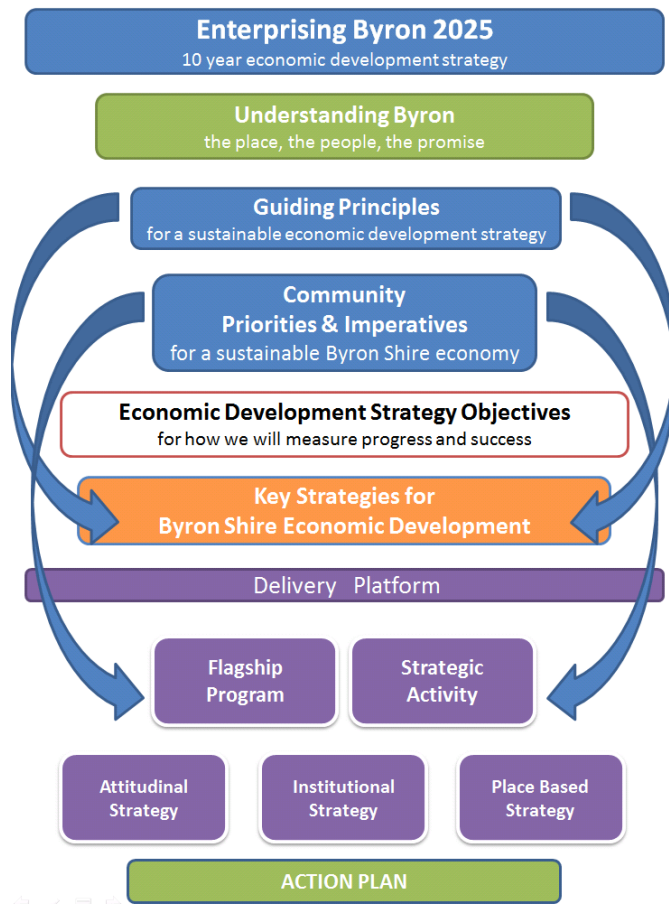 Enterprising Byron 2025
10 year economic development strategy
Understanding Byron
the place, the people, the promise
Guiding Principles
for a sustainable economic development strategy
Community
Priorities & Imperatives
for a sustainable Byron Shire economy
Economic Development Strategy Objectives
for how we will measure progress and success
Key Strategies for
Byron Shire Economic Development
Delivery Platform
Flagship
Program
Strategic
Activity
Attitudinal
Strategy
Institutional
Strategy
Place Based
Strategy
ACTION PLAN